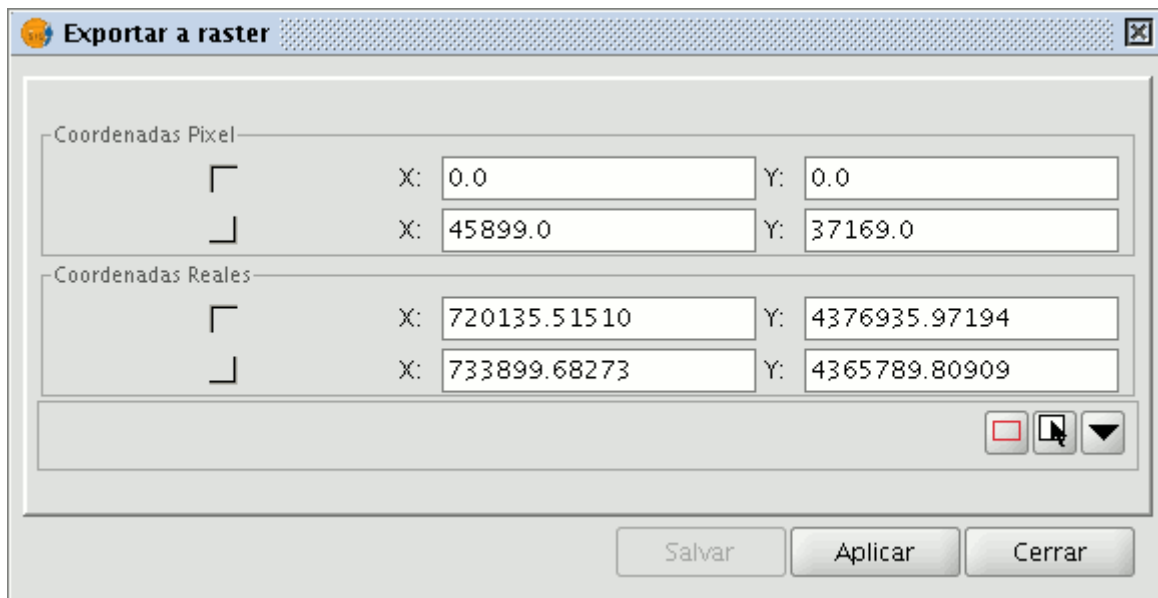 Exportar a raster
Coordenadas Pixel
X: 0.0 Y: 0.0
X: 45899.0 Y: 37169.0
Coordenadas Reales
X: 720135.51510 Y: 4376935.97194
X: 733899.68273 Y: 4365789.80909
Salvar Aplicar Cerrar